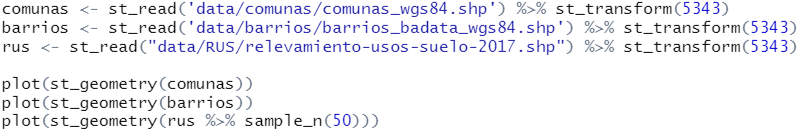 comunas <- st_read('data/comunas/comunas_wgs84.shp') %>% st_transform(5343)
barrios <- st_read('data/barrios/barrios_badata_wgs84.shp') %>% st_transform(5343)
rus <- st_read("data/RUS/relevamiento-usos-suelo-2017.shp") %>% st_transform(5343)
plot(st_geometry(comunas))
plot(st_geometry(barrios))
plot(st_geometry(rus %>% sample_n(50)))